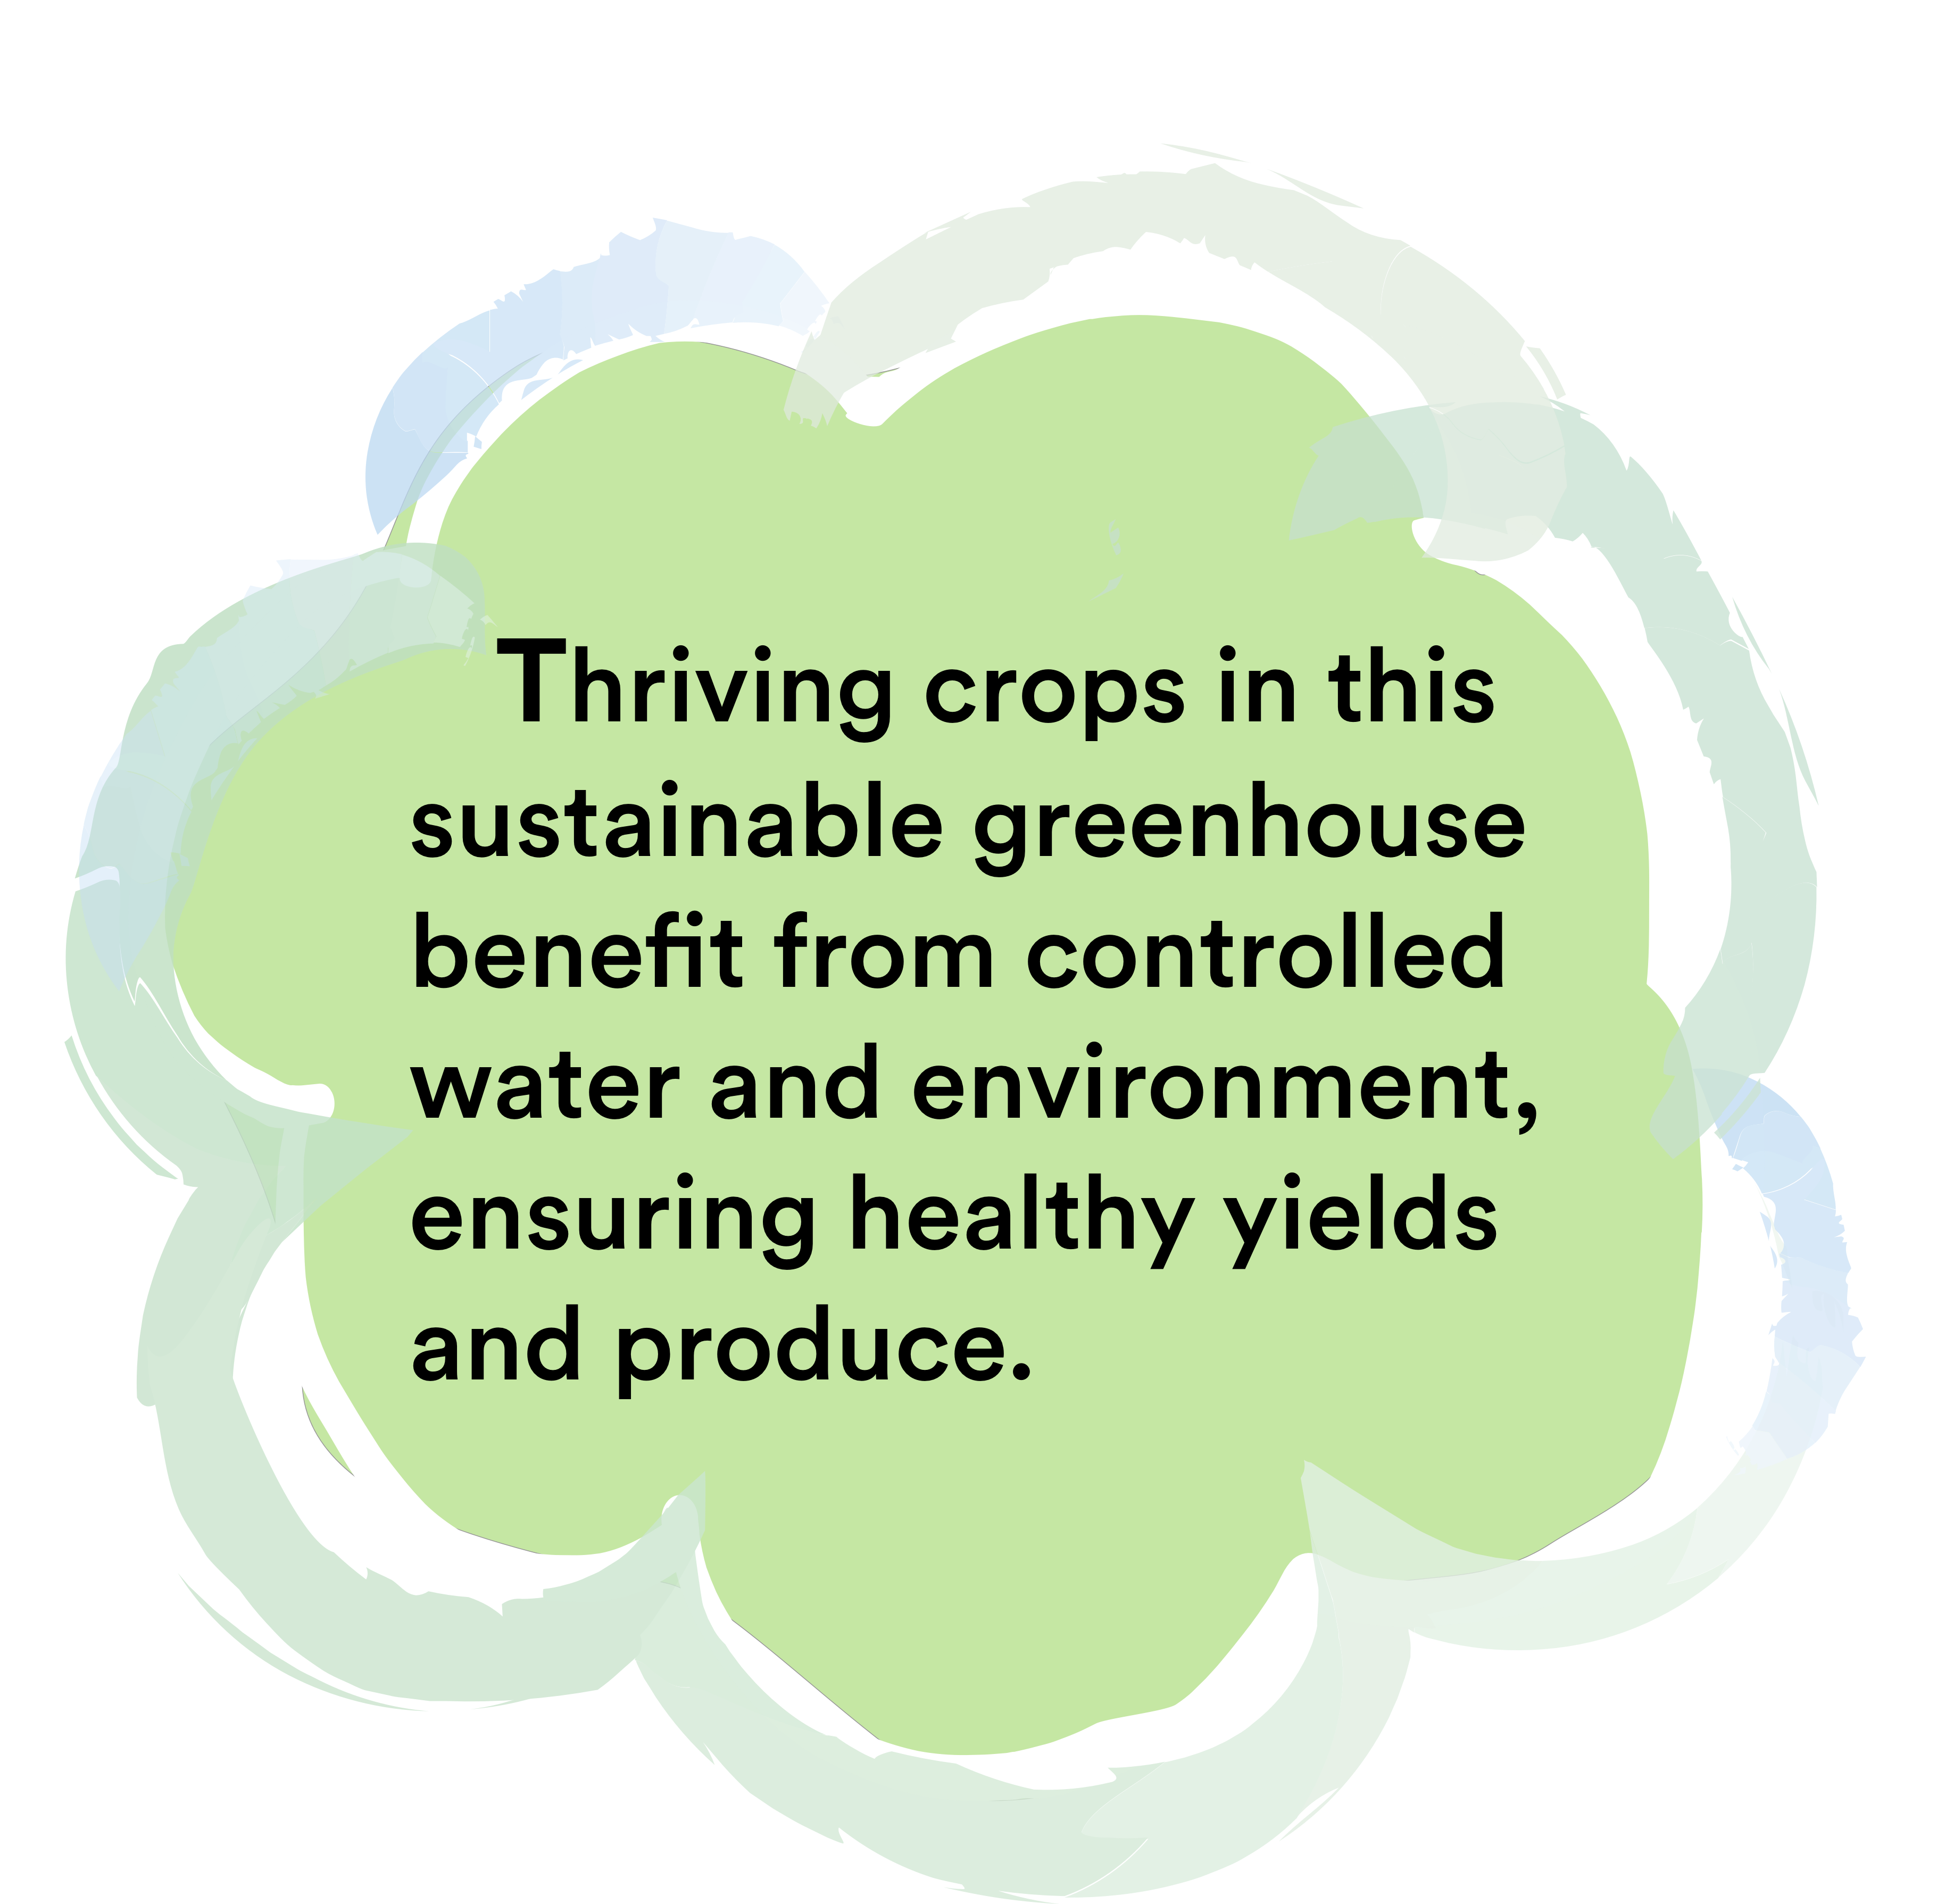 Thriving crops in this
sustainable greenhouse
benefit from controlled
water and environment,
ensuring healthy yields
and produce.